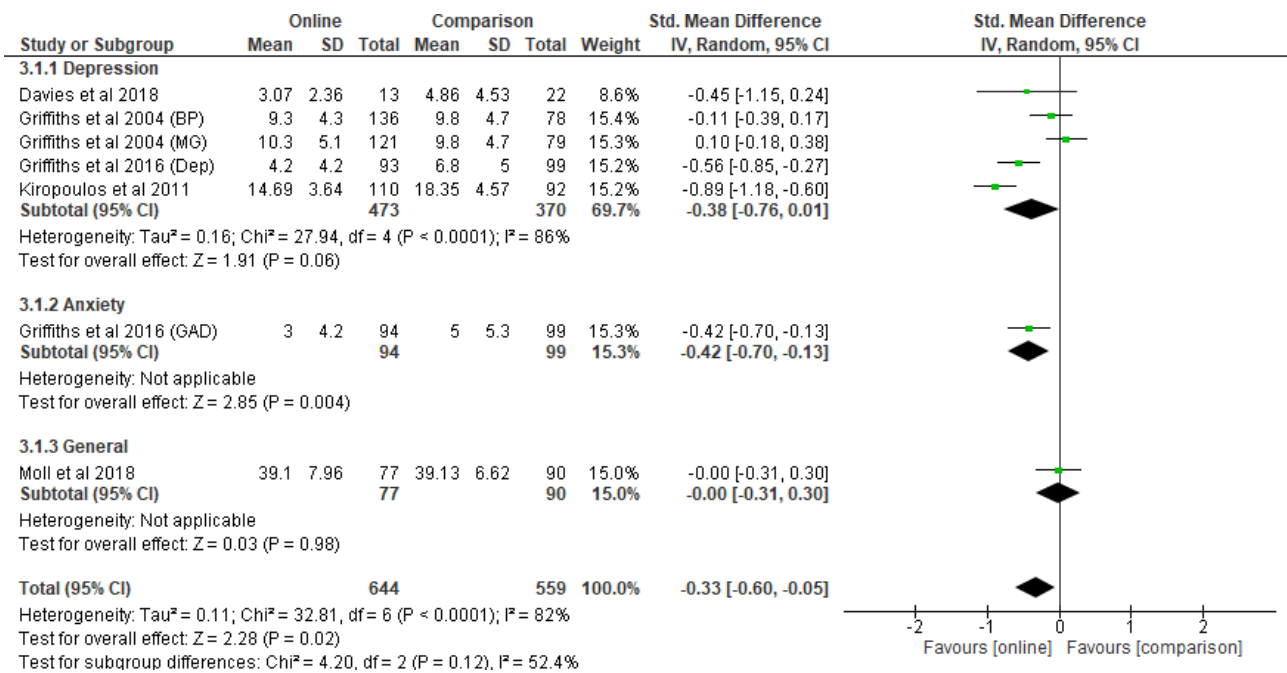 Online Comparison Std. Mean Difference Std. Mean Difference
Study or Subgroup Mean SD Total Mean SD Total Weight IV, Random, 95% CI IV, Random, 95% CI
3.1.1 Depression
Davies et al 2018 3.07 2.36 13 4.86 4.53 22 8.6% -0.45 [-1.15, 0.24]
Griffiths et al 2004 (BP) 9.3 4.3 136 9.8 4.7 78 15.4% -0.11 [-0.39, 0.17]
Griffiths et al 2004 (MG) 10.3 5.1 121 9.8 4.7 79 15.3% 0.10 [-0.18, 0.38]
Griffiths et al 2016 (Dep) 4.2 4.2 93 6.8 5 99 15.2% -0.56 [-0.85, -0.27]
Kiropoulos et al 2011 14.69 3.64 110 18.35 4.57 92 15.2% -0.89 [-1.18, -0.60]
Subtotal (95% CI) 473 370 69.7% -0.38 [-0.76, 0.01]
Heterogeneity: Tau² = 0.16; Chi² = 27.94, df = 4 (P < 0.0001); I² = 86%
Test for overall effect: Z = 1.91 (P = 0.06)
3.1.2 Anxiety
Griffiths et al 2016 (GAD) 3 4.2 94 5 5.3 99 15.3% -0.42 [-0.70, -0.13]
Subtotal (95% CI) 94 99 15.3% -0.42 [-0.70, -0.13]
Heterogeneity: Not applicable
Test for overall effect: Z = 2.85 (P = 0.004)
3.1.3 General
Moll et al 2018 39.1 7.96 77 39.13 6.62 90 15.0% -0.00 [-0.31, 0.30]
Subtotal (95% CI) 77 90 15.0% -0.00 [-0.31, 0.30]
Heterogeneity: Not applicable
Test for overall effect: Z = 0.03 (P = 0.98)
Total (95% CI) 644 559 100.0% -0.33 [-0.60, -0.05]
Heterogeneity: Tau² = 0.11; Chi² = 32.81, df = 6 (P < 0.0001); I² = 82%
Test for overall effect: Z = 2.28 (P = 0.02)
Test for subgroup differences: Chi² = 4.20, df = 2 (P = 0.12), I² = 52.4%
-2 -1 0 1 2
Favours [online] Favours [comparison]